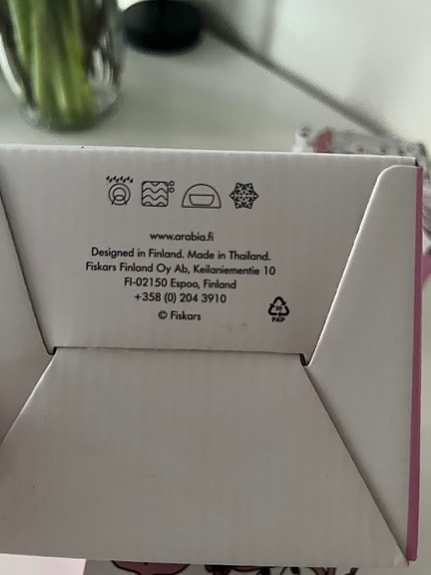 www.arabia.fi
Designed in Finland. Made in Thailand.
Fiskars Finland Oy Ab, Keilaniementie 10
FI-02150 Espoo, Finland
+358 (0) 204 3910
© Fiskars
PAP